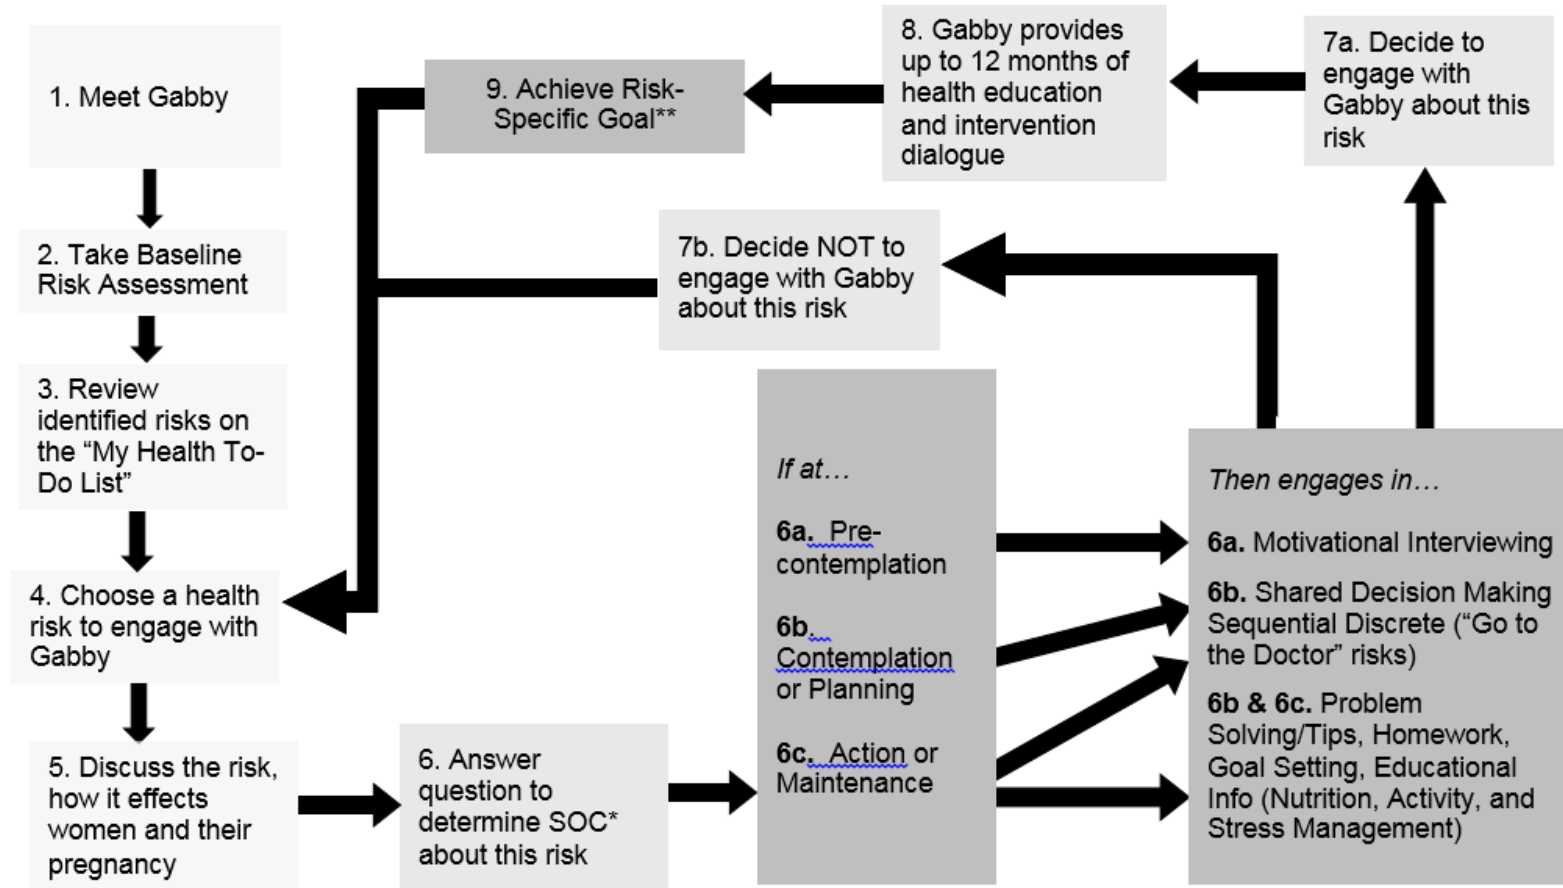 1. Meet Gabby
2. Take Baseline
Risk Assessment
3. Review
identified risks on
the “My Health To-
Do List”
4. Choose a health
risk to engage with
Gabby
5. Discuss the risk,
how it effects
women and their
pregnancy
6. Answer
question to
determine SOC*
about this risk
If at…
6a. Pre-
contemplation
6b.
Contemplation
or Planning
6c. Action or
Maintenance
Then engages in…
6a. Motivational Interviewing
6b. Shared Decision Making
Sequential Discrete (“Go to
the Doctor” risks)
6b & 6c. Problem
Solving/Tips, Homework,
Goal Setting, Educational
Info (Nutrition, Activity, and
Stress Management)
7a. Decide to
engage with
Gabby about this
risk
7b. Decide NOT to
engage with Gabby
about this risk
8. Gabby provides
up to 12 months of
health education
and intervention
dialogue
9. Achieve Risk-
Specific Goal**